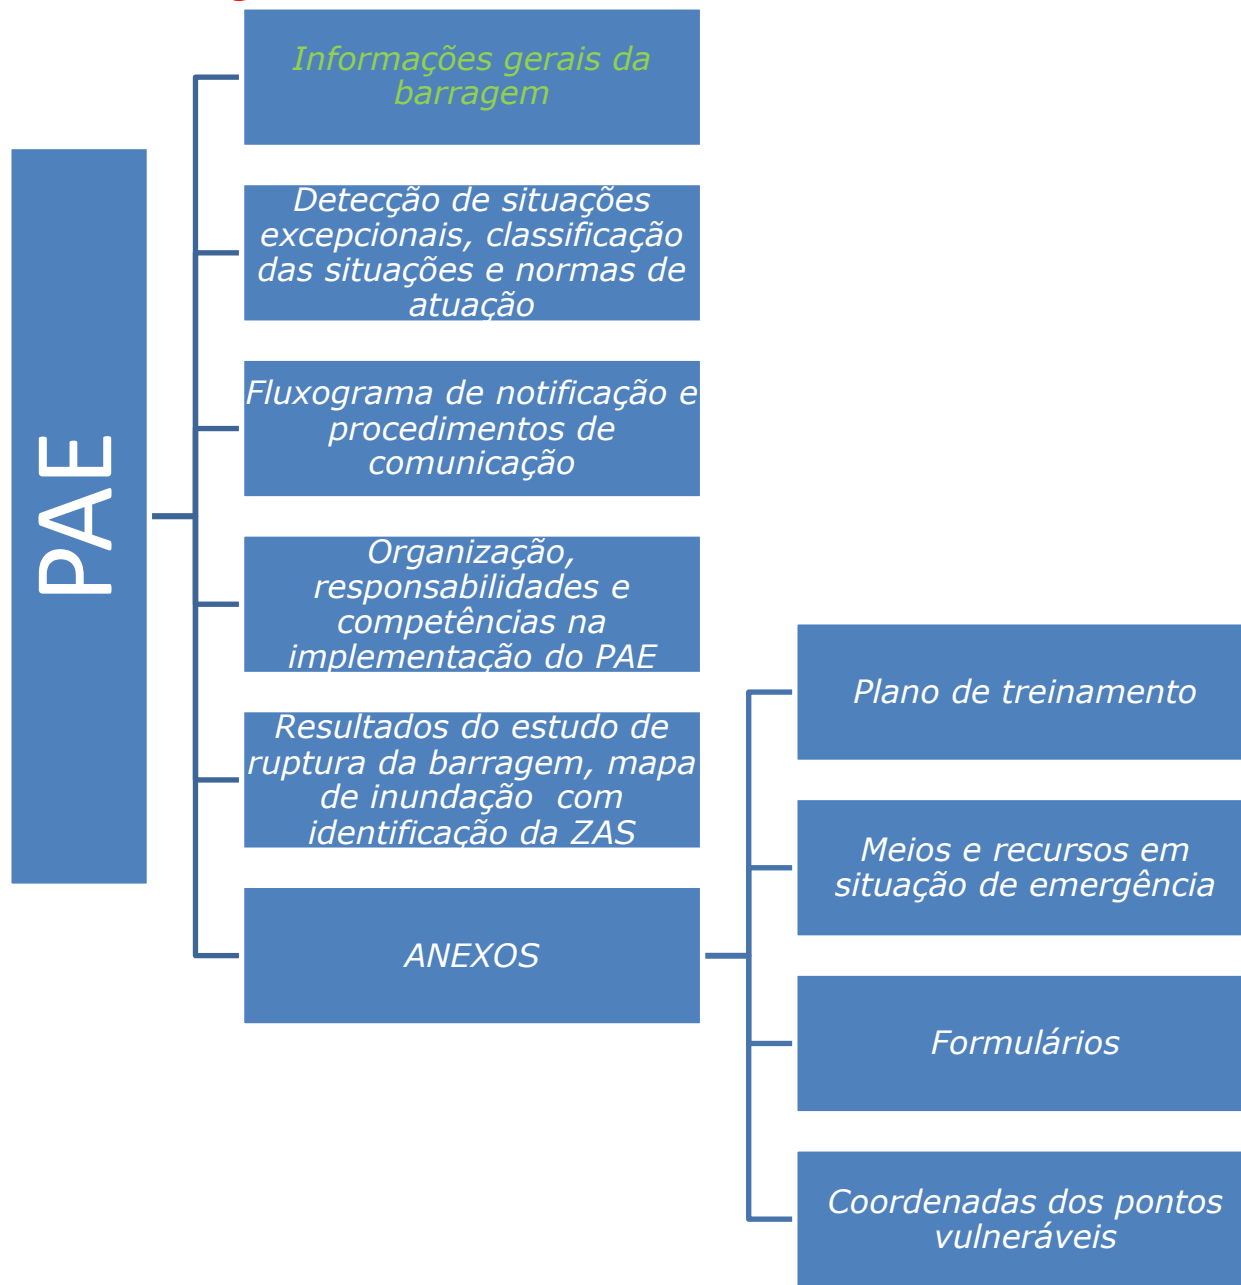 PAE
Informações gerais da
barragem
Detecção de situações
excepcionais, classificação
das situações e normas de
atuação
Fluxograma de notificação e
procedimentos de
comunicação
Organização,
responsabilidades e
competências na
implementação do PAE
Resultados do estudo de
ruptura da barragem, mapa
de inundação com
identificação da ZAS
ANEXOS
Plano de treinamento
Meios e recursos em
situação de emergência
Formulários
Coordenadas dos pontos
vulneráveis